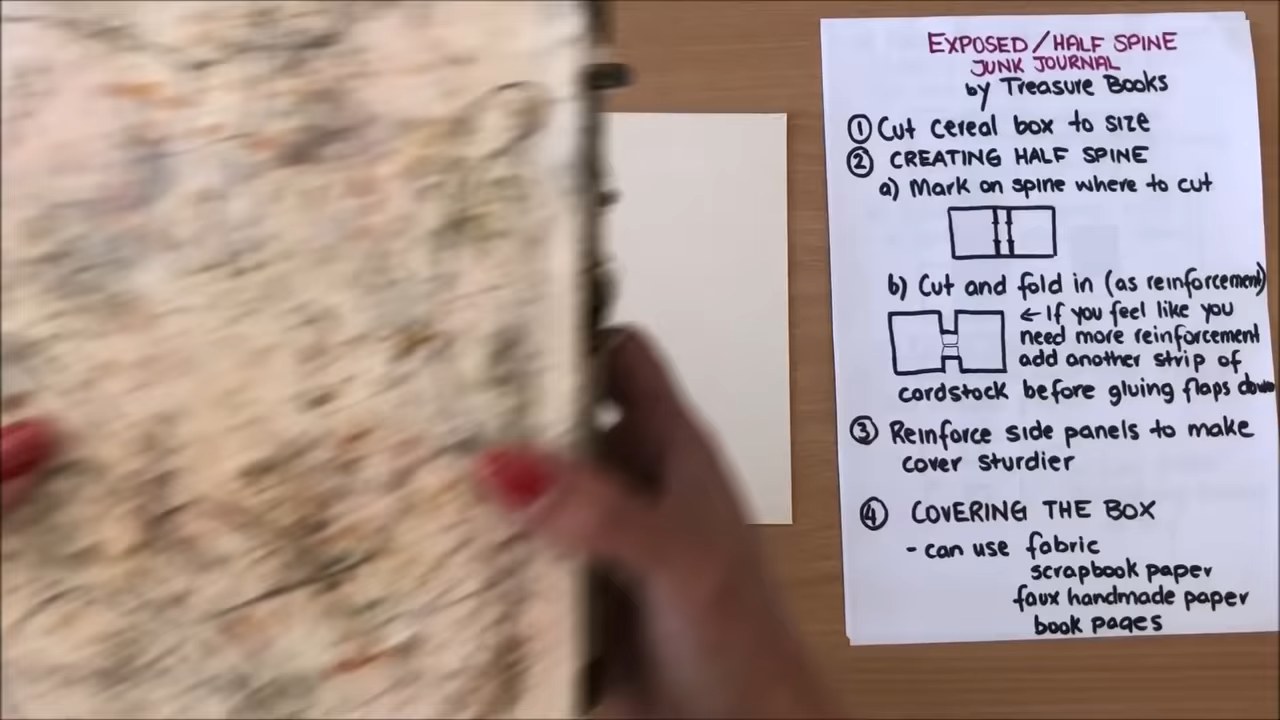 EXPOSED/HALF SPINE
JUNK JOURNAL
by Treasure Books
① Cut cereal box to size
② CREATING HALF SPINE
a) Mark on spine where to cut
b) Cut and fold in (as reinforcement)
← If you feel like you
need more reinforcement
add another strip of
cardstock before gluing flaps down
③ Reinforce side panels to make
cover sturdier
④ COVERING THE BOX
- can use fabric
scrapbook paper
faux handmade paper
book pages